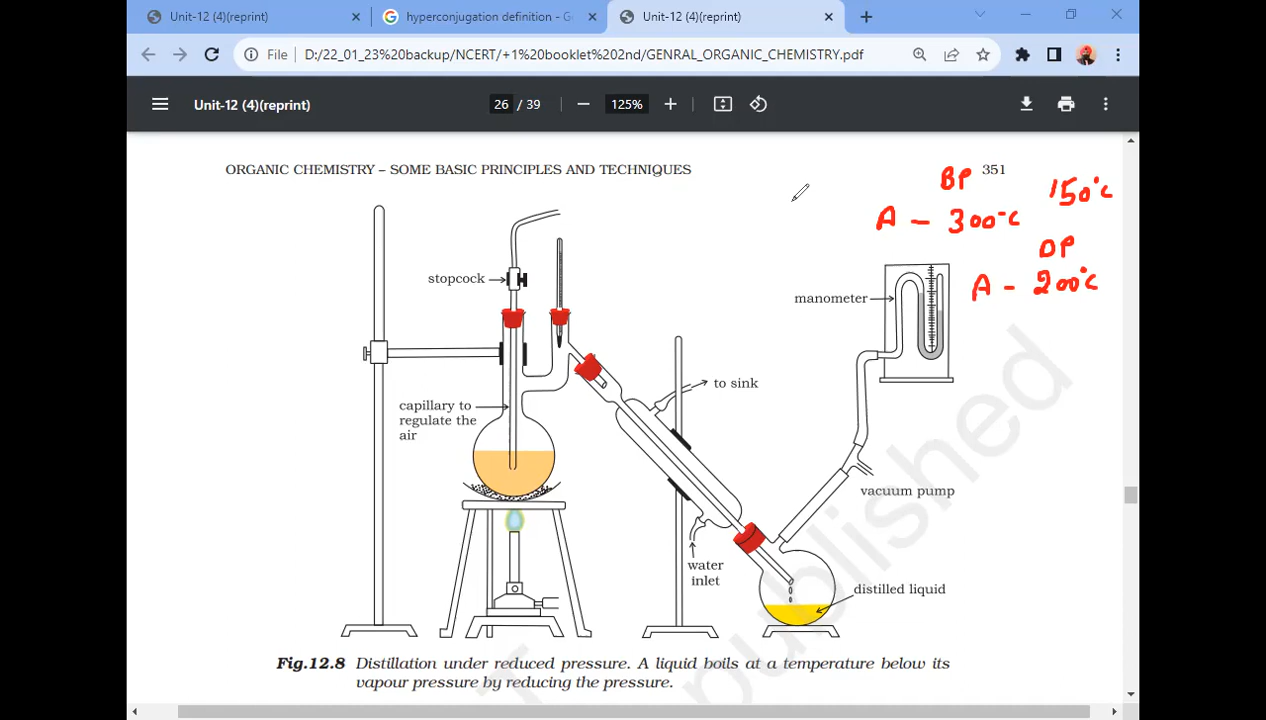 Unit-12 (4)(reprint)
hyperconjugation definition - G
Unit-12 (4)(reprint)
File D:/22_01_23%20backup/NCERT/+1%20booklet%202nd/GENRAL_ORGANIC_CHEMISTRY.pdf
Unit-12 (4)(reprint)
26 / 39
125%
ORGANIC CHEMISTRY – SOME BASIC PRINCIPLES AND TECHNIQUES
351
BP
150°C
A - 300°C
DP
A - 200°C
stopcock
manometer
to sink
capillary to
regulate the
air
vacuum pump
water
inlet
distilled liquid
Fig.12.8 Distillation under reduced pressure. A liquid boils at a temperature below its
vapour pressure by reducing the pressure.
published